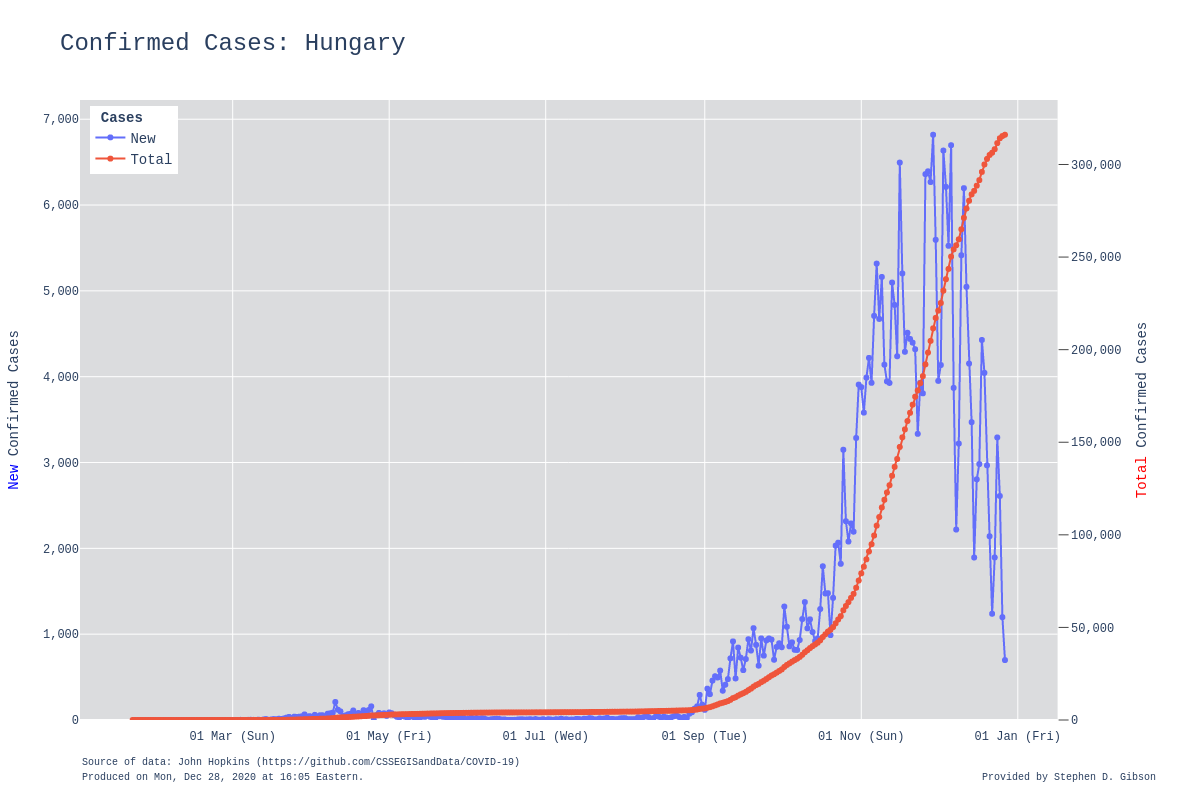 Confirmed Cases: Hungary
Cases
New
Total
7,000
6,000
5,000
4,000
3,000
2,000
1,000
0
New Confirmed Cases
300,000
250,000
200,000
150,000
100,000
50,000
0
Total Confirmed Cases
01 Mar (Sun)
01 May (Fri)
01 Jul (Wed)
01 Sep (Tue)
01 Nov (Sun)
01 Jan (Fri)
Source of data: John Hopkins (https://github.com/CSSEGISandData/COVID-19)
Produced on Mon, Dec 28, 2020 at 16:05 Eastern.
Provided by Stephen D. Gibson